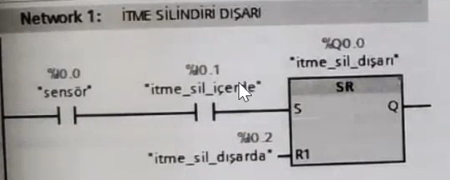 Network 1: İTME SİLİNDİRİ DIŞARI
%Q0.0
"itme_sil_dışarı"
%I0.0
"sensör"
%I0.1
"itme_sil_içerde"
SR
S
Q
%I0.2
"itme_sil_dışarda"
R1